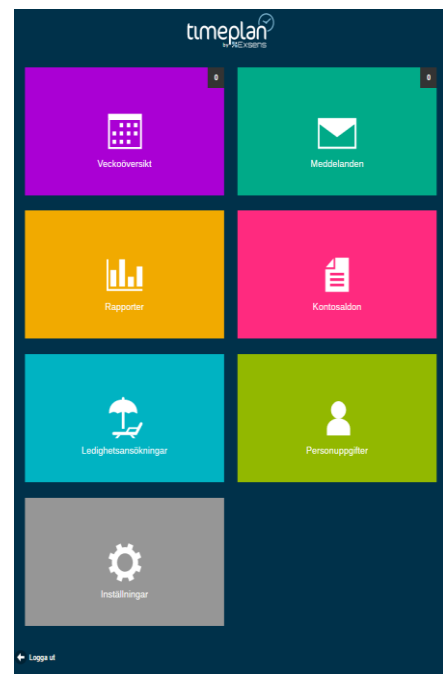 timeplan
by NEXsens
0
0
Veckoöversikt
Meddelanden
Rapporter
Kontosaldon
Ledighetsansökningar
Personuppgifter
Inställningar
Logga ut